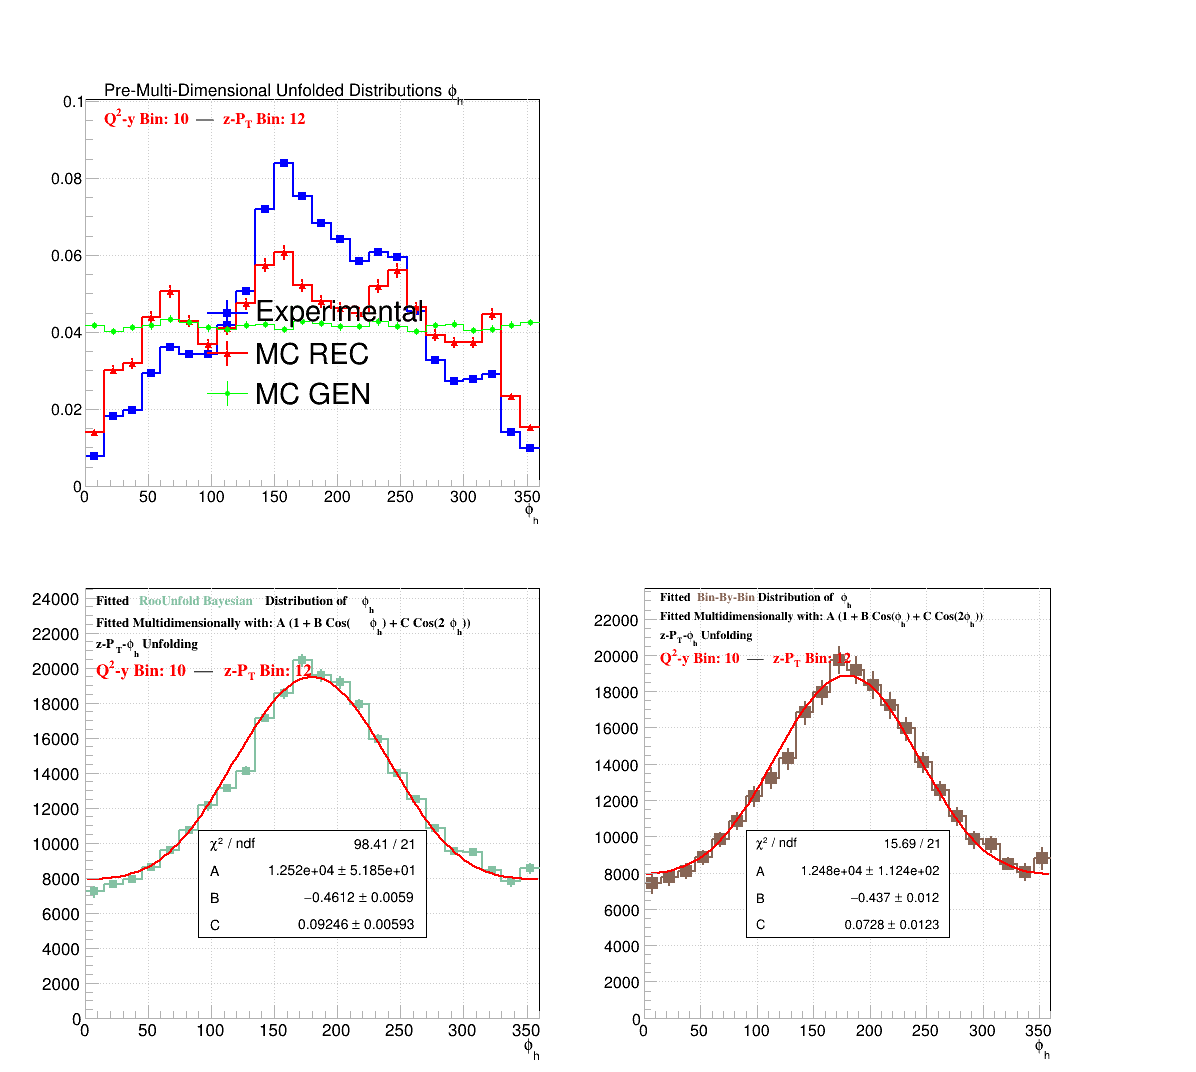 Pre-Multi-Dimensional Unfolded Distributions ϕh
Q²-y Bin: 10 — z-PT Bin: 12
0.1
0.08
0.06
0.04
0.02
0
Experimental
MC REC
MC GEN
0 50 100 150 200 250 300 350
ϕh
Fitted RooUnfold Bayesian Distribution of ϕh
Fitted Multidimensionally with: A (1 + B Cos( ϕh) + C Cos(2 ϕh))
z-PT-ϕh Unfolding
Q²-y Bin: 10 — z-PT Bin: 12
24000
22000
20000
18000
16000
14000
12000
10000
8000
6000
4000
2000
0
χ² / ndf 98.41 / 21
A 1.252e+04 ± 5.185e+01
B −0.4612 ± 0.0059
C 0.09246 ± 0.00593
0 50 100 150 200 250 300 350
ϕh
Fitted Bin-By-Bin Distribution of ϕh
Fitted Multidimensionally with: A (1 + B Cos(ϕh) + C Cos(2ϕh))
z-PT-ϕh Unfolding
Q²-y Bin: 10 — z-PT Bin: 12
22000
20000
18000
16000
14000
12000
10000
8000
6000
4000
2000
0
χ² / ndf 15.69 / 21
A 1.248e+04 ± 1.124e+02
B −0.437 ± 0.012
C 0.0728 ± 0.0123
0 50 100 150 200 250 300 350
ϕh